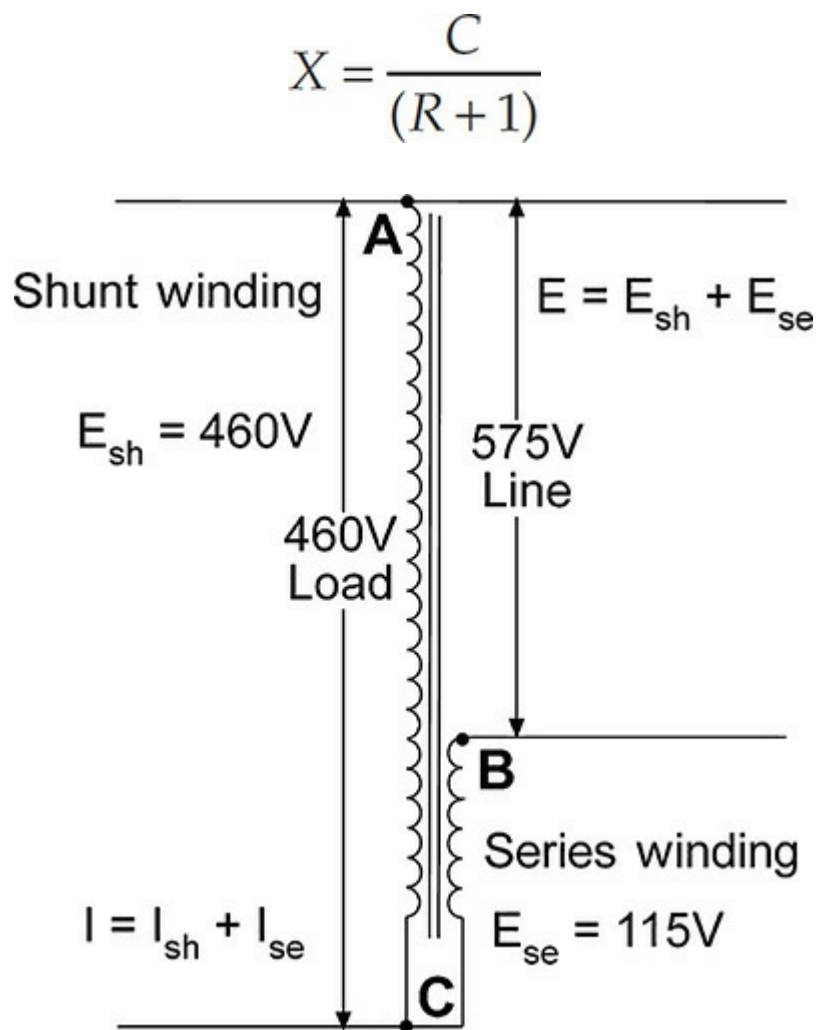 X = C / (R + 1)
A
Shunt winding
E = E_sh + E_se
E_sh = 460V
575V
Line
460V
Load
B
Series winding
I = I_sh + I_se
E_se = 115V
C